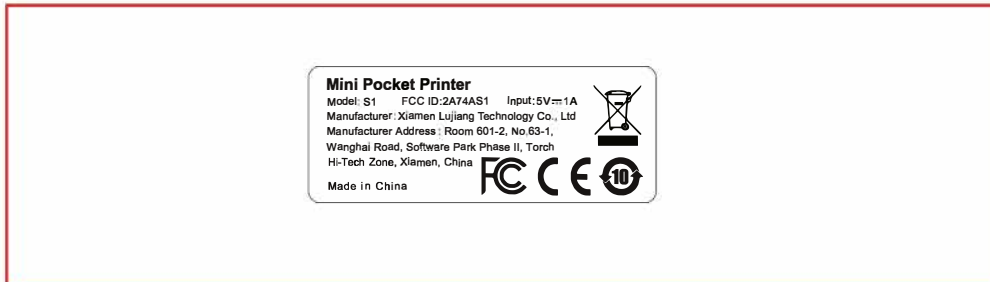 Mini Pocket Printer
Model: S1 FCC ID:2A74AS1 Input:5V⎓1A
Manufacturer:Xiamen Lujiang Technology Co., Ltd
Manufacturer Address : Room 601-2, No.63-1,
Wanghai Road, Software Park Phase II, Torch
Hi-Tech Zone, Xiamen, China
FC CE 10
Made in China